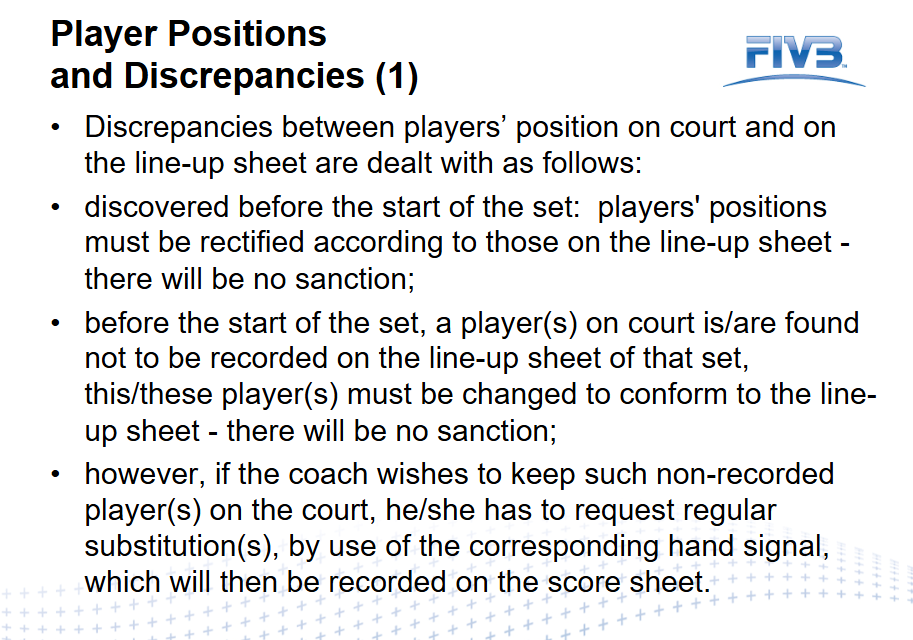 Player Positions
and Discrepancies (1)
FIVB
TM
• Discrepancies between players’ position on court and on
the line-up sheet are dealt with as follows:
• discovered before the start of the set:  players' positions
must be rectified according to those on the line-up sheet -
there will be no sanction;
• before the start of the set, a player(s) on court is/are found
not to be recorded on the line-up sheet of that set,
this/these player(s) must be changed to conform to the line-
up sheet - there will be no sanction;
• however, if the coach wishes to keep such non-recorded
player(s) on the court, he/she has to request regular
substitution(s), by use of the corresponding hand signal,
which will then be recorded on the score sheet.